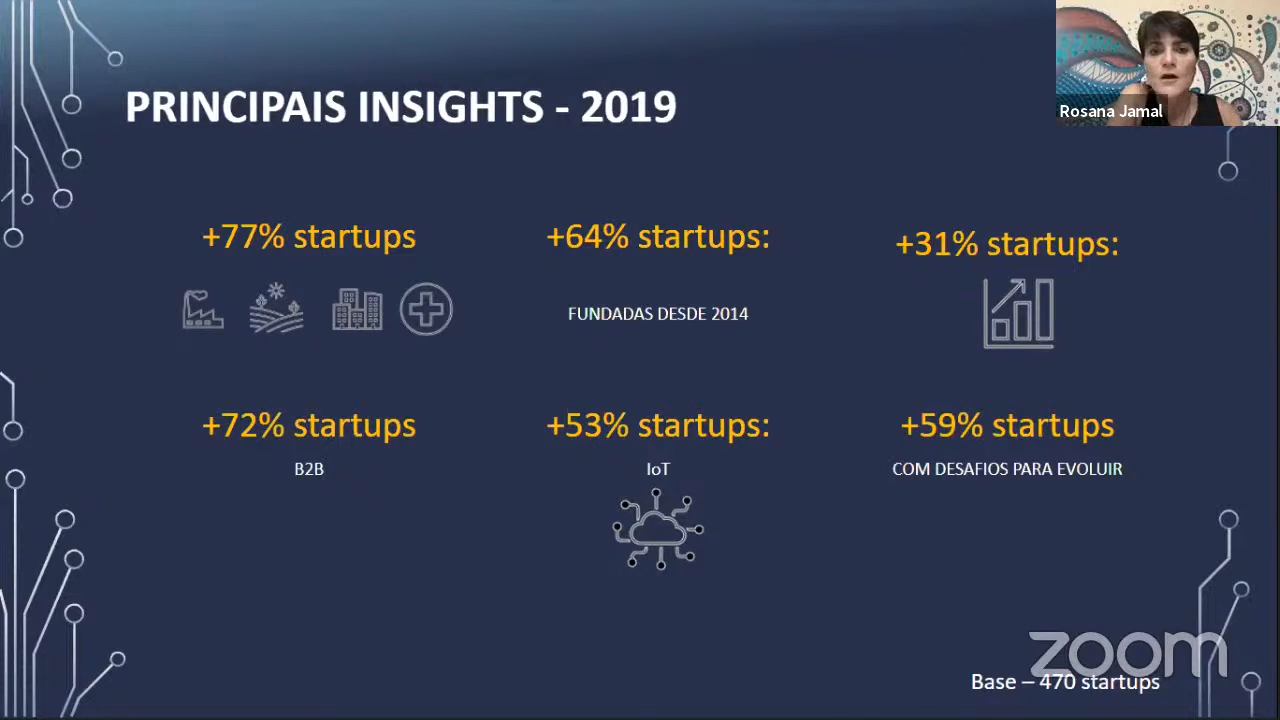 PRINCIPAIS INSIGHTS - 2019
Rosana Jamal
+77% startups
+64% startups:
FUNDADAS DESDE 2014
+31% startups:
+72% startups
B2B
+53% startups:
IoT
+59% startups
COM DESAFIOS PARA EVOLUIR
zoom
Base – 470 startups